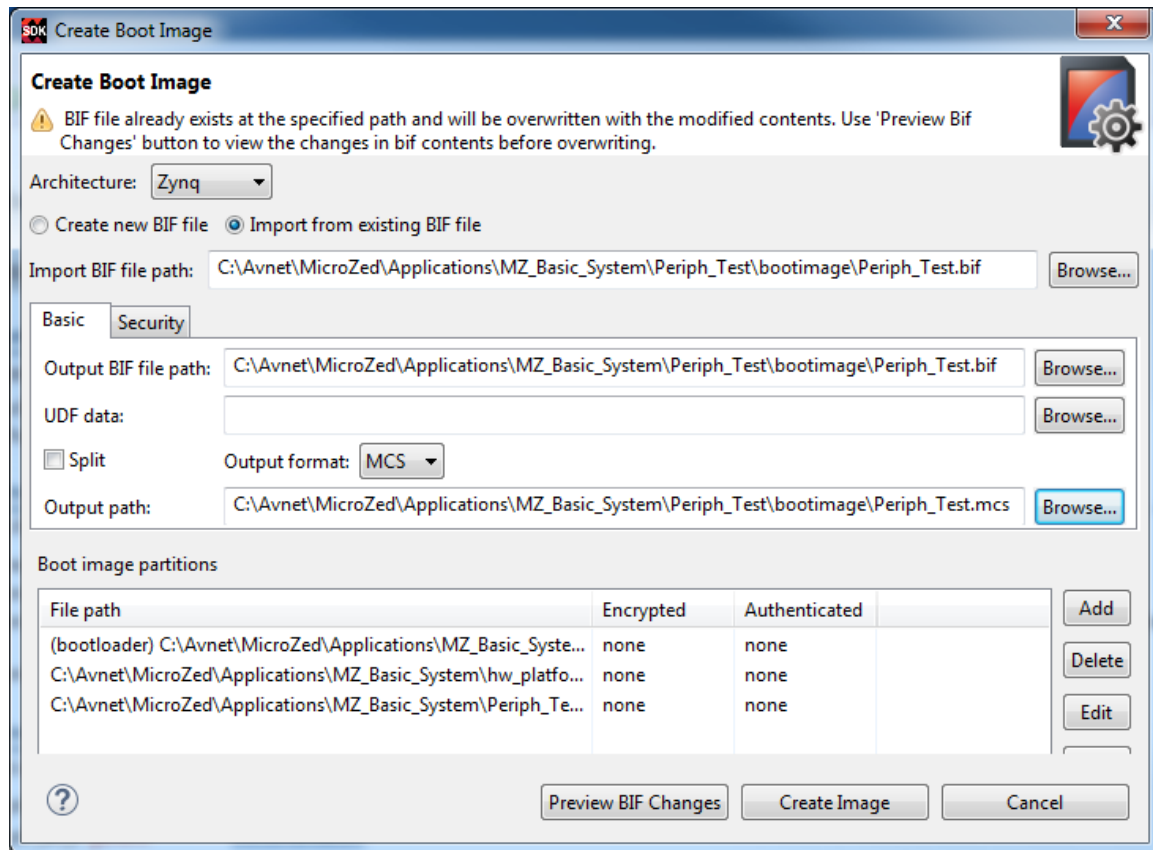 SDK Create Boot Image
Create Boot Image
BIF file already exists at the specified path and will be overwritten with the modified contents. Use 'Preview Bif
Changes' button to view the changes in bif contents before overwriting.
Architecture: Zynq
Create new BIF file Import from existing BIF file
Import BIF file path: C:\Avnet\MicroZed\Applications\MZ_Basic_System\Periph_Test\bootimage\Periph_Test.bif Browse...
Basic Security
Output BIF file path: C:\Avnet\MicroZed\Applications\MZ_Basic_System\Periph_Test\bootimage\Periph_Test.bif Browse...
UDF data: Browse...
Split Output format: MCS
Output path: C:\Avnet\MicroZed\Applications\MZ_Basic_System\Periph_Test\bootimage\Periph_Test.mcs Browse...
Boot image partitions
File path Encrypted Authenticated Add
(bootloader) C:\Avnet\MicroZed\Applications\MZ_Basic_Syste... none none
C:\Avnet\MicroZed\Applications\MZ_Basic_System\hw_platfo... none none Delete
C:\Avnet\MicroZed\Applications\MZ_Basic_System\Periph_Te... none none Edit
? Preview BIF Changes Create Image Cancel